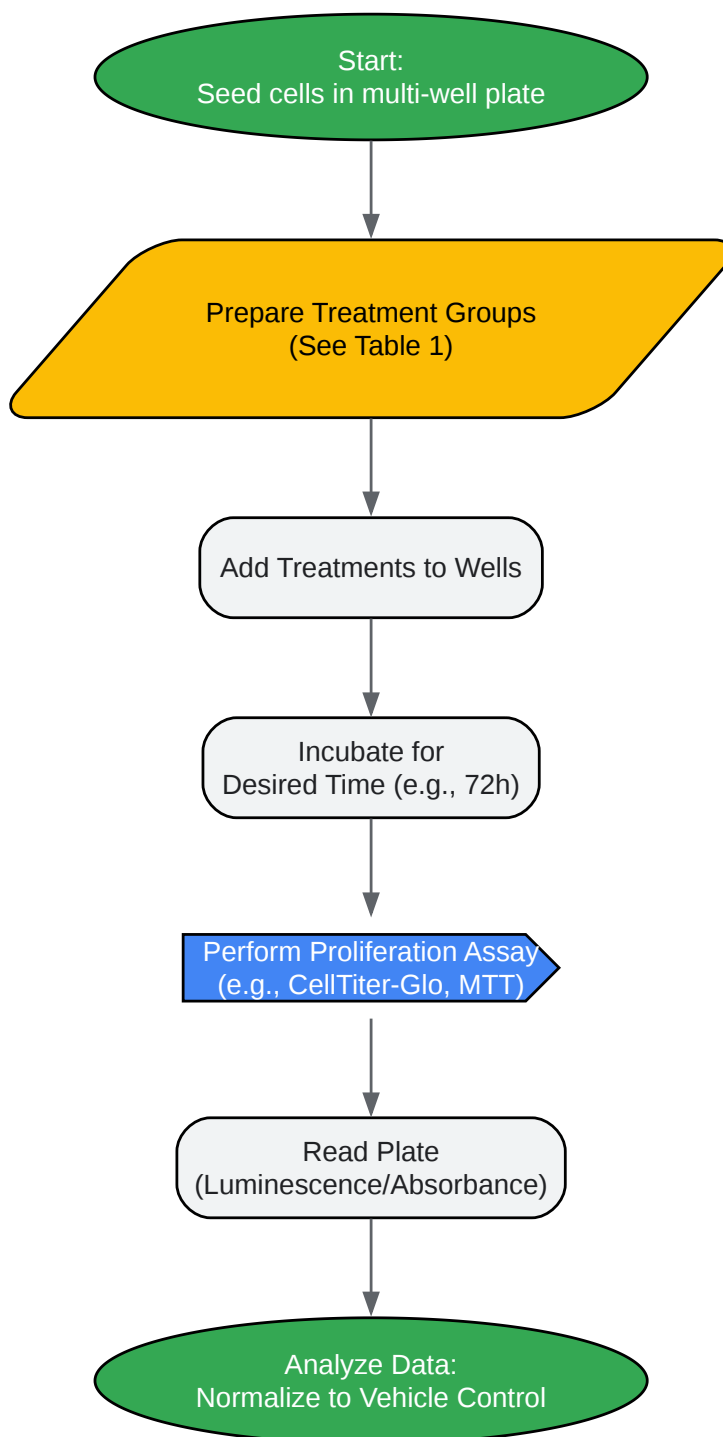 Start:
Seed cells in multi-well plate
Prepare Treatment Groups
(See Table 1)
Add Treatments to Wells
Incubate for
Desired Time (e.g., 72h)
Perform Proliferation Assay
(e.g., CellTiter-Glo, MTT)
Read Plate
(Luminescence/Absorbance)
Analyze Data:
Normalize to Vehicle Control